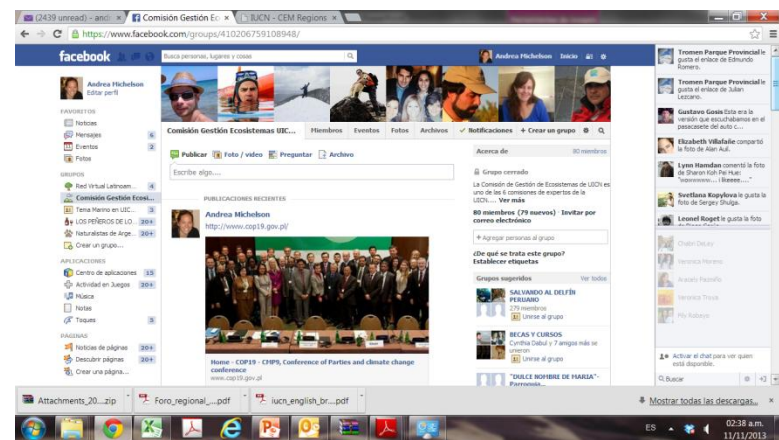 (2439 unread) - andr
Comisión Gestión Ec
IUCN - CEM Regions
https://www.facebook.com/groups/410206759108948/
facebook
Busca personas, lugares y cosas
Andrea Michelson
Inicio
Andrea Michelson
Editar perfil
FAVORITOS
Noticias
Mensajes 6
Eventos 2
Fotos
GRUPOS
Red Virtual Latinoam... 4
Comisión Gestión Ecosi...
Tema Marino en UIC... 3
LOS PEÑEROS DE LO... 20+
Naturalistas de Arge... 20+
Crear un grupo...
APLICACIONES
Centro de aplicaciones 15
Actividad en Juegos 20+
Música
Notas
Toques 3
PÁGINAS
Noticias de páginas 20+
Descubrir páginas 20+
Crear una página...
Comisión Gestión Ecosistemas UIC...
Miembros
Eventos
Fotos
Archivos
Notificaciones
+ Crear un grupo
Publicar
Foto / video
Preguntar
Archivo
Escribe algo...
PUBLICACIONES RECIENTES
Andrea Michelson
http://www.cop19.gov.pl/
Home - COP19 - CMP9, Conference of Parties and climate change
conference
www.cop19.gov.pl
Acerca de
80 miembros
Grupo cerrado
La Comisión de Gestión de Ecosistemas de UICN es
uno de las 6 comisiones de expertos de la
UICN.... Ver más
80 miembros (79 nuevos) · Invitar por
correo electrónico
+ Agregar personas al grupo
¿De qué se trata este grupo?
Establecer etiquetas
Grupos sugeridos
Ver todos
SALVANDO AL DELFÍN
PERUANO
279 miembros
Unirse al grupo
BECAS Y CURSOS
Cynthia Dabul y 7 amigos más se
unieron
Unirse al grupo
"DULCE NOMBRE DE MARIA"-
Parroquia...
Tromen Parque Provincial le
gusta el enlace de Edmundo
Romero.
Tromen Parque Provincial le
gusta el enlace de Julian
Lezcano.
Gustavo Gosis Esta era la
versión que escuchabamos en el
pasacasete del auto c...
Elizabeth Villafañe compartió
la foto de Alan Aull.
Lynn Hamdan comentó la foto
de Sharon Koh Pei Hue:
Svetlana Kopylova le gusta la
foto de Sergey Shulga.
Leonel Roget le gusta la foto
Veronica Moreno
Activar el chat para ver quien
está disponible.
Buscar
Attachments_20....zip
Foro_regional_....pdf
iucn_english_br....pdf
Mostrar todas las descargas...
ES
02:38 a.m.
11/11/2013